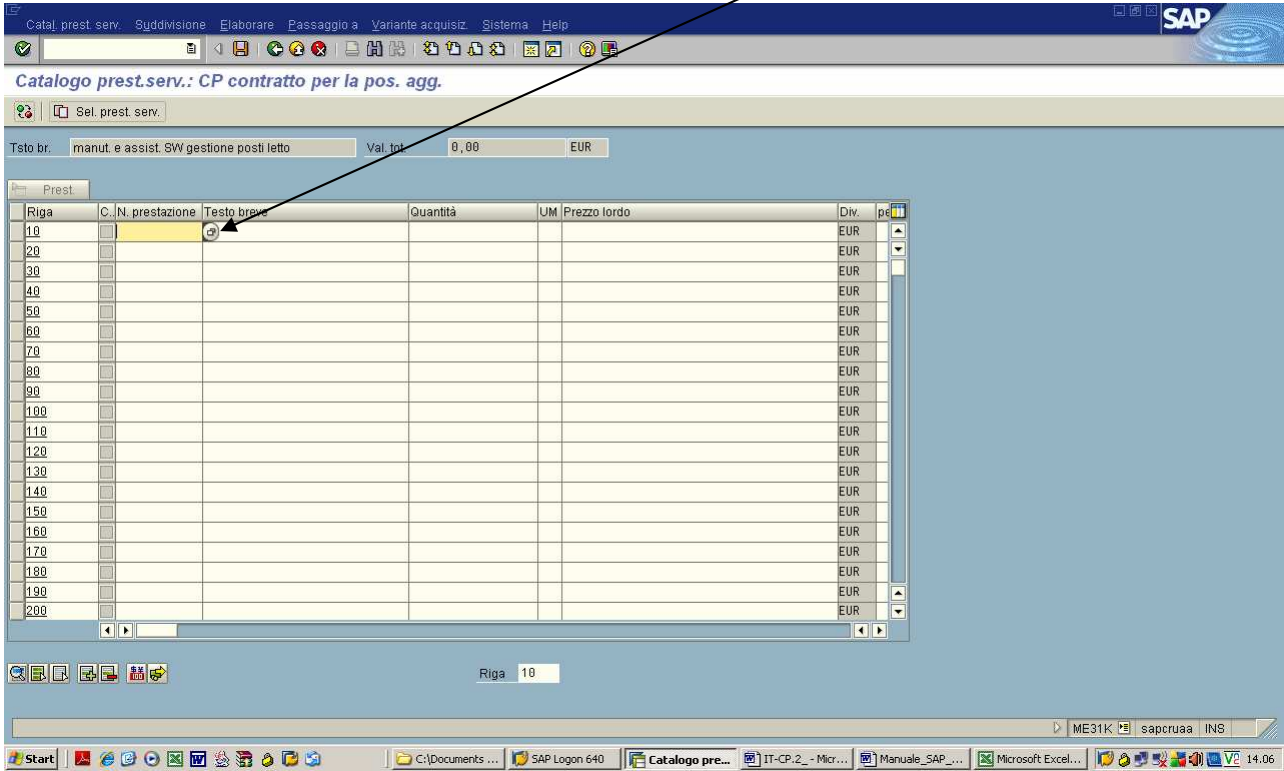 Catal. prest. serv. Suddivisione Elaborare Passaggio a Variante acquisiz. Sistema Help
SAP
Catalogo prest.serv.: CP contratto per la pos. agg.
Sel. prest. serv.
Tsto br. manut. e assist. SW gestione posti letto Val. tot. 0,00 EUR
Prest.
Riga C.. N. prestazione Testo breve Quantità UM Prezzo lordo Div. pe
10 EUR
20 EUR
30 EUR
40 EUR
50 EUR
60 EUR
70 EUR
80 EUR
90 EUR
100 EUR
110 EUR
120 EUR
130 EUR
140 EUR
150 EUR
160 EUR
170 EUR
180 EUR
190 EUR
200 EUR
Riga 10
ME31K sapcruaa INS
Start C:\Documents ... SAP Logon 640 Catalogo pre... IT-CP.2_ - Micr... Manuale_SAP_... Microsoft Excel... 14.06